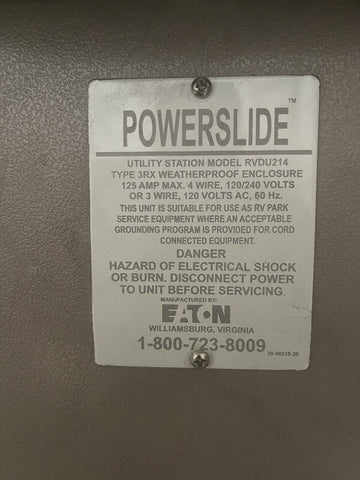 POWERSLIDE™
UTILITY STATION MODEL RVDU214
TYPE 3RX WEATHERPROOF ENCLOSURE
125 AMP MAX. 4 WIRE, 120/240 VOLTS
OR 3 WIRE, 120 VOLTS AC, 60 Hz.
THIS UNIT IS SUITABLE FOR USE AS RV PARK
SERVICE EQUIPMENT WHERE AN ACCEPTABLE
GROUNDING PROGRAM IS PROVIDED FOR CORD
CONNECTED EQUIPMENT.
DANGER
HAZARD OF ELECTRICAL SHOCK
OR BURN. DISCONNECT POWER
TO UNIT BEFORE SERVICING.
MANUFACTURED BY:
EATON
WILLIAMSBURG, VIRGINIA
1-800-723-8009